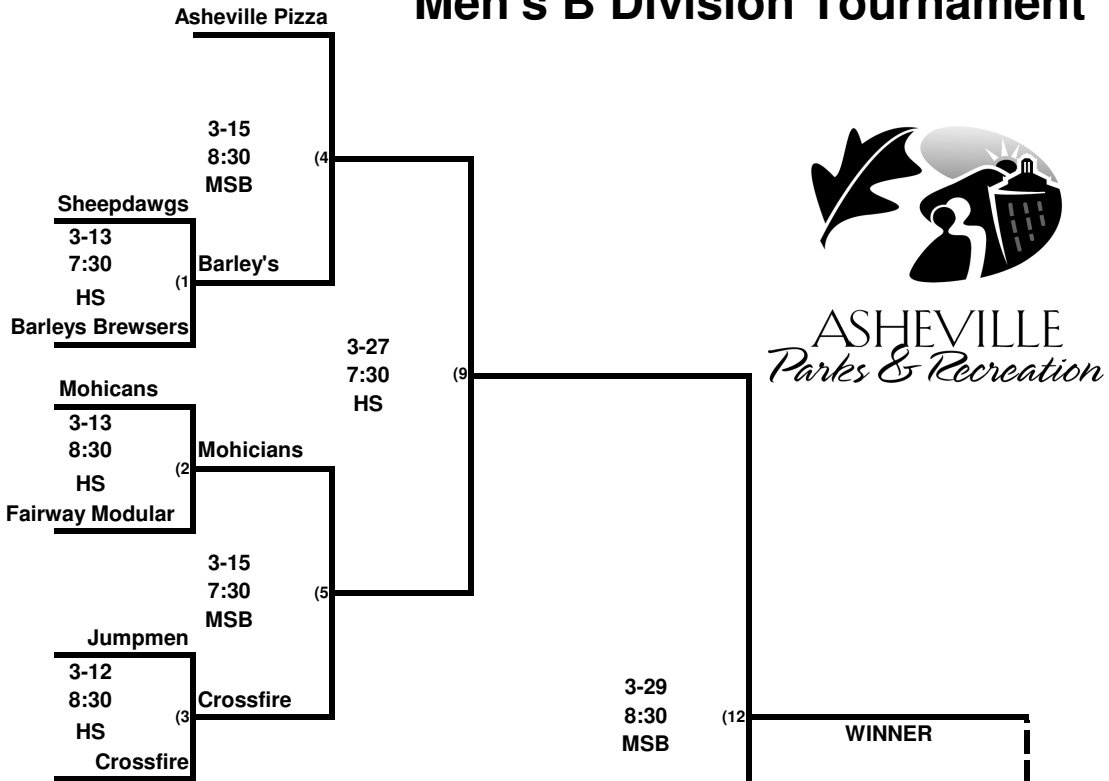 Men's B Division Tournament
Asheville Pizza
3-15
8:30
(4
MSB
Sheepdawgs
3-13
7:30
Barley's
(1
HS
Barleys Brewsers
3-27
7:30
(9
HS
ASHEVILLE
Parks & Recreation
Mohicans
3-13
8:30
Mohicians
(2
HS
Fairway Modular
3-15
7:30
(5
MSB
Jumpmen
3-12
8:30
Crossfire
(3
HS
Crossfire
3-29
8:30
(12
MSB
WINNER